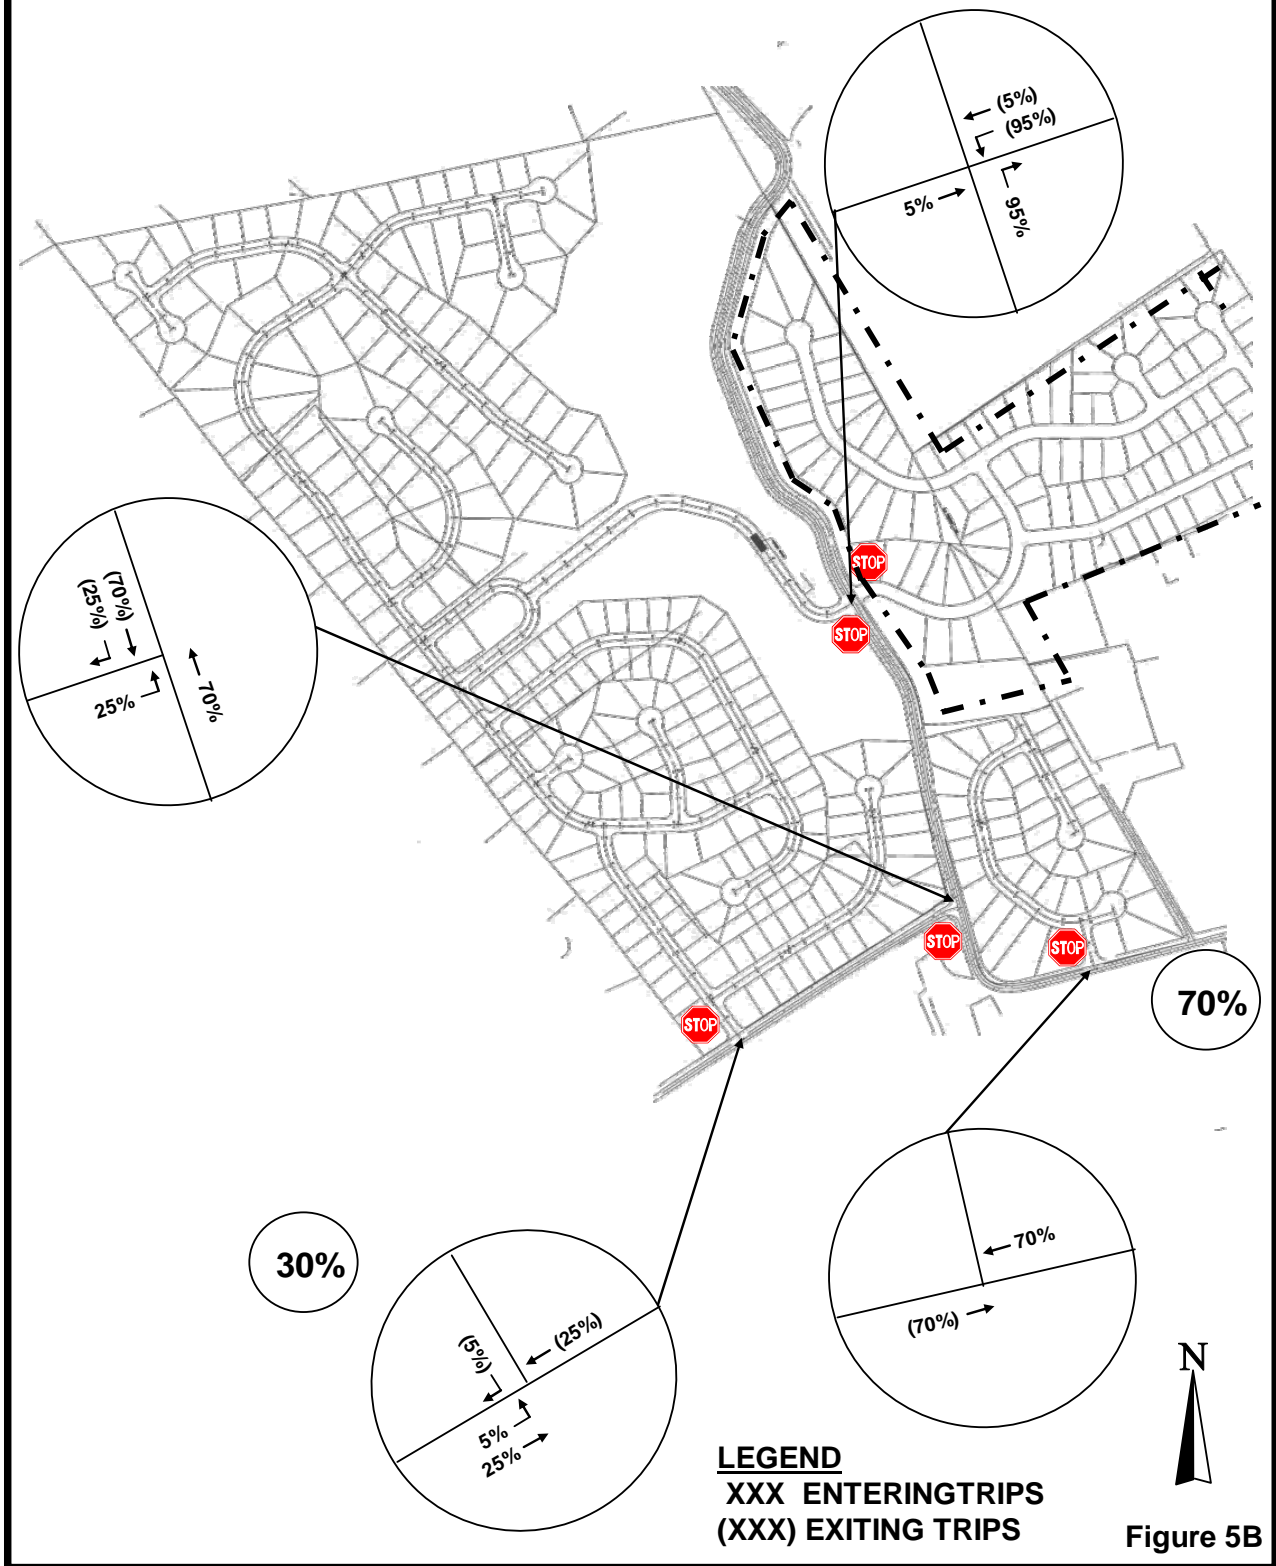 (5%)
(95%)
5%
95%
STOP
STOP
(70%)
(25%)
25%
70%
STOP
STOP
STOP
70%
30%
(25%)
(5%)
5%
25%
70%
(70%)
N
LEGEND
XXX ENTERINGTRIPS
(XXX) EXITING TRIPS
Figure 5B